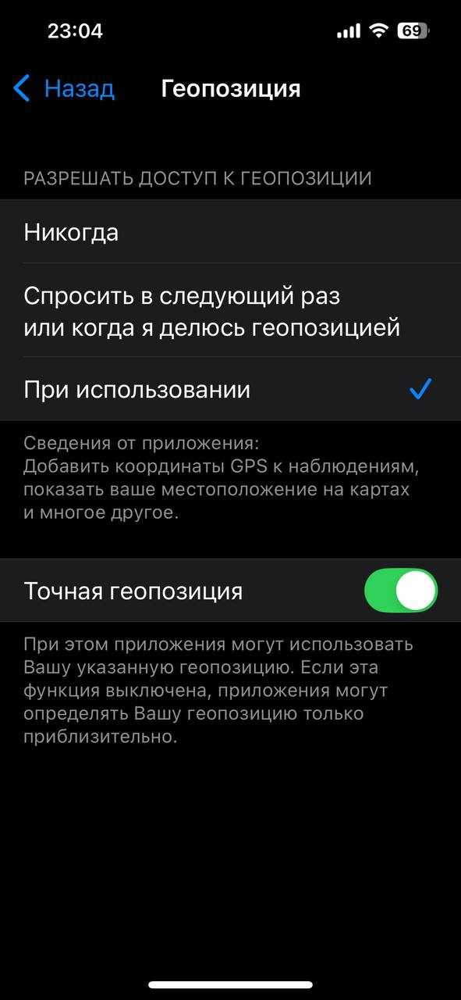 23:04
69
Назад
Геопозиция
РАЗРЕШАТЬ ДОСТУП К ГЕОПОЗИЦИИ
Никогда
Спросить в следующий раз
или когда я делюсь геопозицией
При использовании
Сведения от приложения:
Добавить координаты GPS к наблюдениям,
показать ваше местоположение на картах
и многое другое.
Точная геопозиция
При этом приложения могут использовать
Вашу указанную геопозицию. Если эта
функция выключена, приложения могут
определять Вашу геопозицию только
приблизительно.